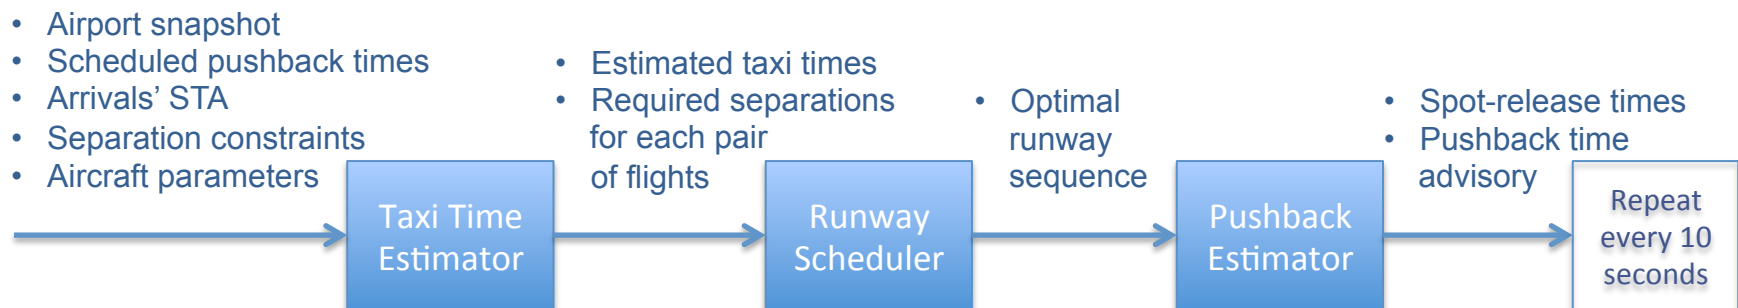 • Airport snapshot
• Scheduled pushback times
• Arrivals’ STA
• Separation constraints
• Aircraft parameters
Taxi Time
Estimator
• Estimated taxi times
• Required separations
for each pair
of flights
Runway
Scheduler
• Optimal
runway
sequence
Pushback
Estimator
• Spot-release times
• Pushback time
advisory
Repeat
every 10
seconds